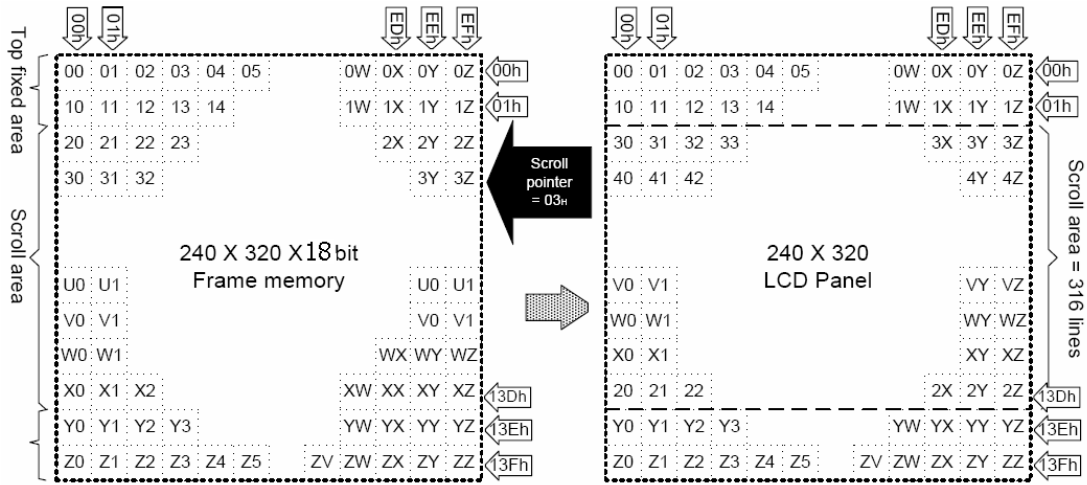 00h 01h EDh EEh EFh 00h 01h EDh EEh EFh
Top fixed area
00 01 02 03 04 05 0W 0X 0Y 0Z 00h 00 01 02 03 04 05 0W 0X 0Y 0Z 00h
10 11 12 13 14 1W 1X 1Y 1Z 01h 10 11 12 13 14 1W 1X 1Y 1Z 01h
20 21 22 23 2X 2Y 2Z 30 31 32 33 3X 3Y 3Z
30 31 32 3Y 3Z 40 41 42 4Y 4Z
Scroll
pointer
= 03H
Scroll area
240 X 320 X18bit
Frame memory
240 X 320
LCD Panel
Scroll area = 316 lines
U0 U1 U0 U1 V0 V1 VY VZ
V0 V1 V0 V1 W0 W1 WY WZ
W0 W1 WX WY WZ X0 X1 XY XZ
X0 X1 X2 XW XX XY XZ 13Dh 20 21 22 2X 2Y 2Z 13Dh
Y0 Y1 Y2 Y3 YW YX YY YZ 13Eh Y0 Y1 Y2 Y3 YW YX YY YZ 13Eh
Z0 Z1 Z2 Z3 Z4 Z5 ZV ZW ZX ZY ZZ 13Fh Z0 Z1 Z2 Z3 Z4 Z5 ZV ZW ZX ZY ZZ 13Fh